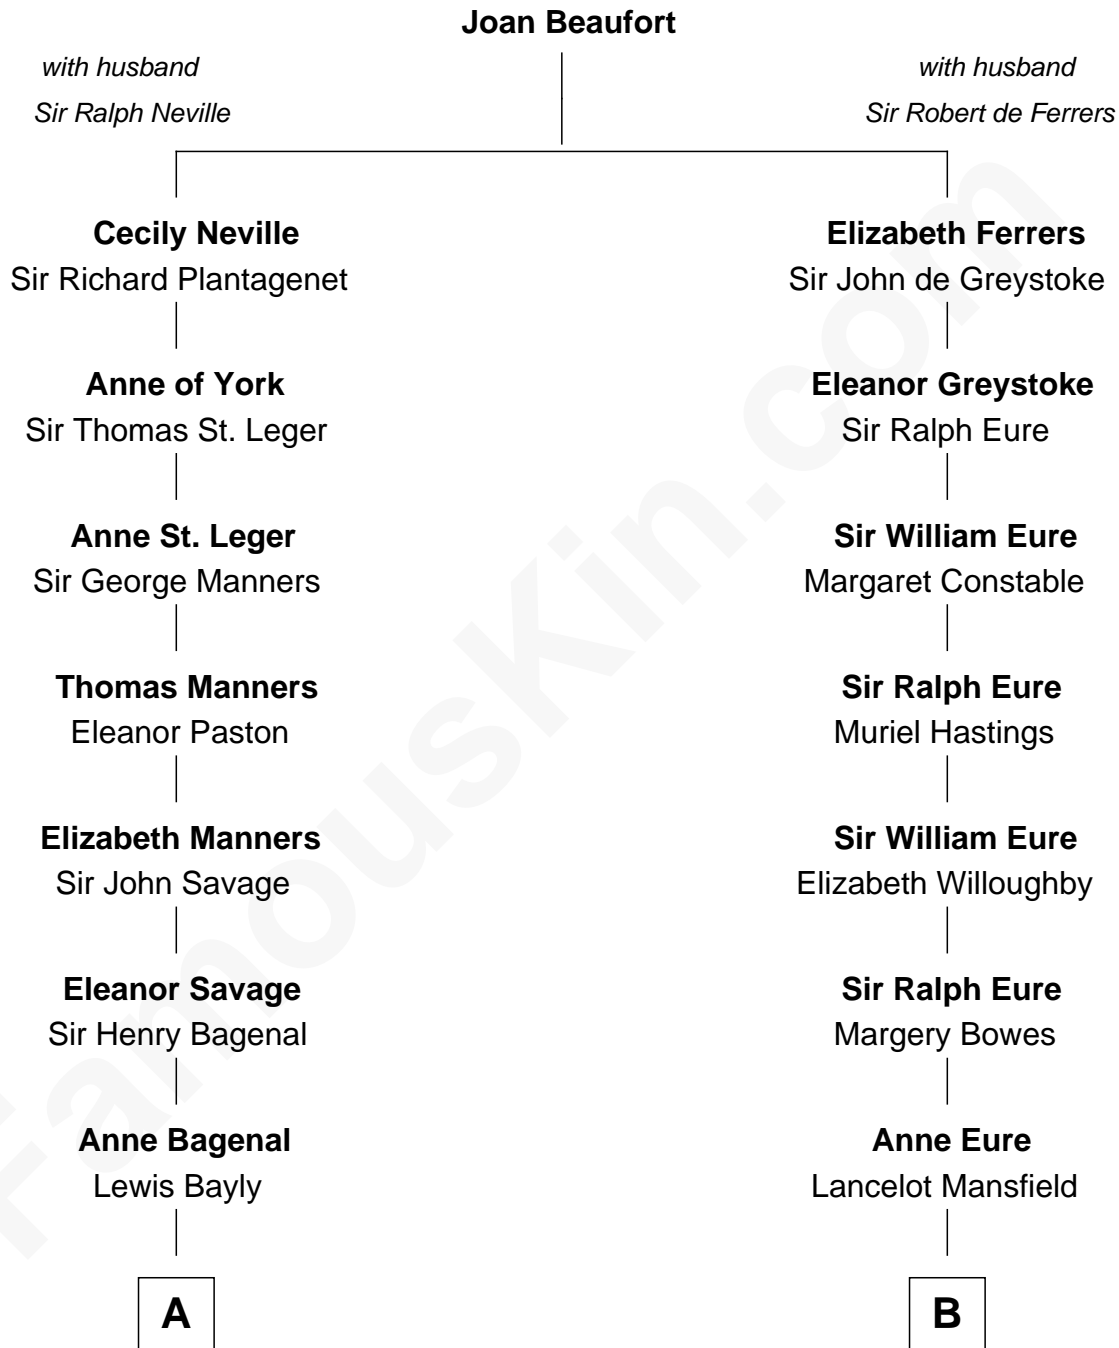 Joan Beaufort
with husband
Sir Ralph Neville
with husband
Sir Robert de Ferrers
Cecily Neville
Sir Richard Plantagenet
Elizabeth Ferrers
Sir John de Greystoke
Anne of York
Sir Thomas St. Leger
Eleanor Greystoke
Sir Ralph Eure
Anne St. Leger
Sir George Manners
Sir William Eure
Margaret Constable
Thomas Manners
Eleanor Paston
Sir Ralph Eure
Muriel Hastings
Elizabeth Manners
Sir John Savage
Sir William Eure
Elizabeth Willoughby
Eleanor Savage
Sir Henry Bagenal
Sir Ralph Eure
Margery Bowes
Anne Bagenal
Lewis Bayly
Anne Eure
Lancelot Mansfield
A
B
FamousKin.com